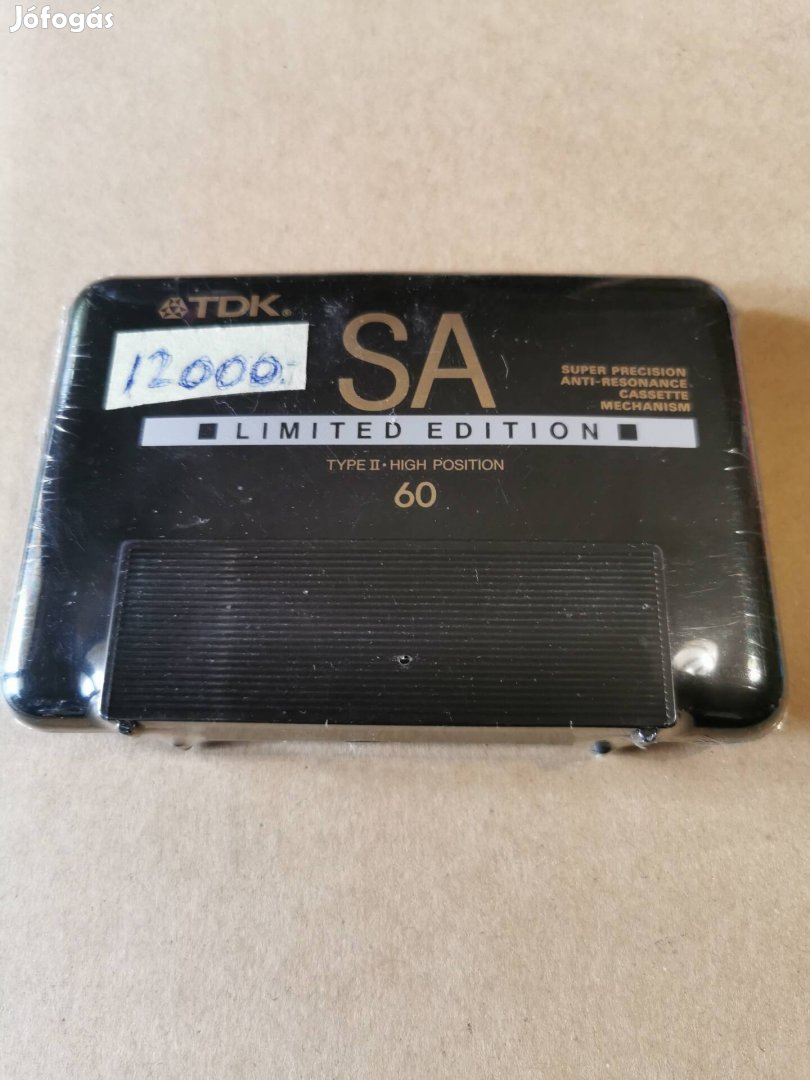 Jófogás
TDK®
12000.-
SA
SUPER PRECISION
ANTI-RESONANCE
CASSETTE
MECHANISM
■ LIMITED EDITION ■
TYPE II • HIGH POSITION
60